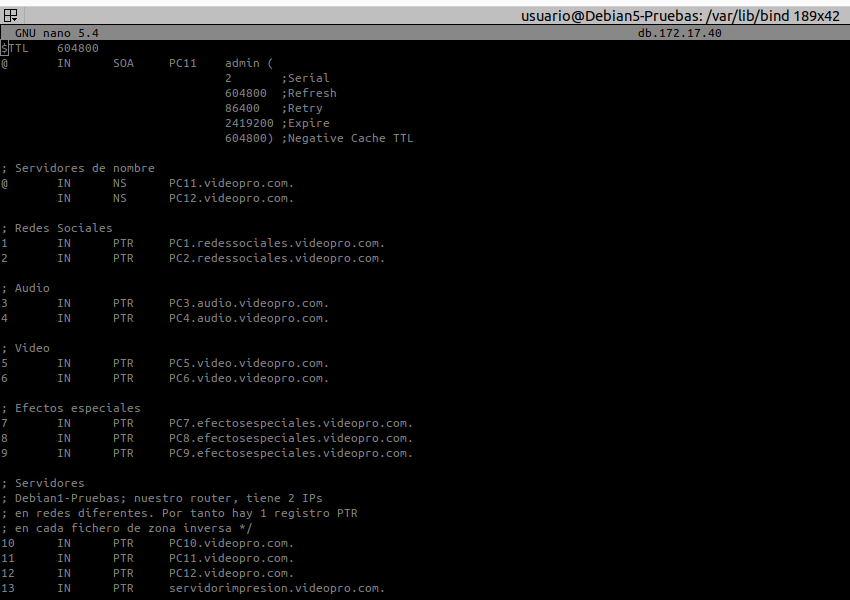 usuario@Debian5-Pruebas: /var/lib/bind 189x42
GNU nano 5.4 db.172.17.40
$TTL 604800
@ IN SOA PC11 admin (
2 ;Serial
604800 ;Refresh
86400 ;Retry
2419200 ;Expire
604800) ;Negative Cache TTL
; Servidores de nombre
@ IN NS PC11.videopro.com.
IN NS PC12.videopro.com.
; Redes Sociales
1 IN PTR PC1.redessociales.videopro.com.
2 IN PTR PC2.redessociales.videopro.com.
; Audio
3 IN PTR PC3.audio.videopro.com.
4 IN PTR PC4.audio.videopro.com.
; Video
5 IN PTR PC5.video.videopro.com.
6 IN PTR PC6.video.videopro.com.
; Efectos especiales
7 IN PTR PC7.efectosespeciales.videopro.com.
8 IN PTR PC8.efectosespeciales.videopro.com.
9 IN PTR PC9.efectosespeciales.videopro.com.
; Servidores
; Debian1-Pruebas; nuestro router, tiene 2 IPs
; en redes diferentes. Por tanto hay 1 registro PTR
; en cada fichero de zona inversa */
10 IN PTR PC10.videopro.com.
11 IN PTR PC11.videopro.com.
12 IN PTR PC12.videopro.com.
13 IN PTR servidorimpresion.videopro.com.